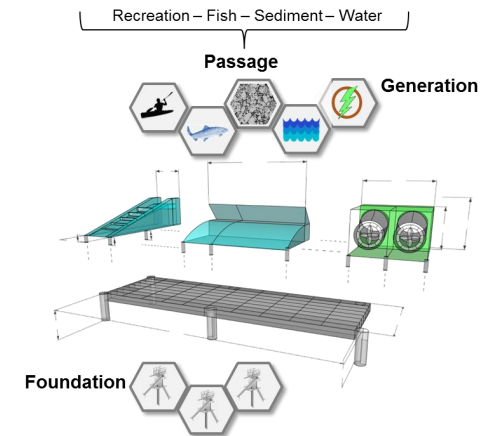 Recreation – Fish – Sediment – Water
Passage
Generation
Foundation